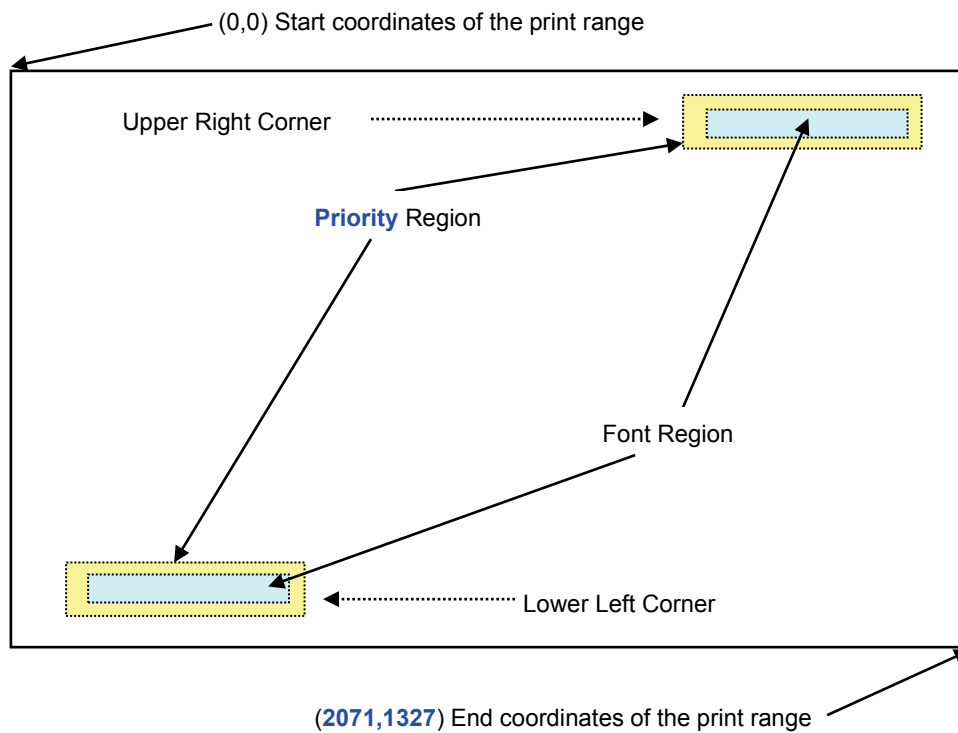 (0,0) Start coordinates of the print range
Upper Right Corner
Priority Region
Font Region
Lower Left Corner
(2071,1327) End coordinates of the print range